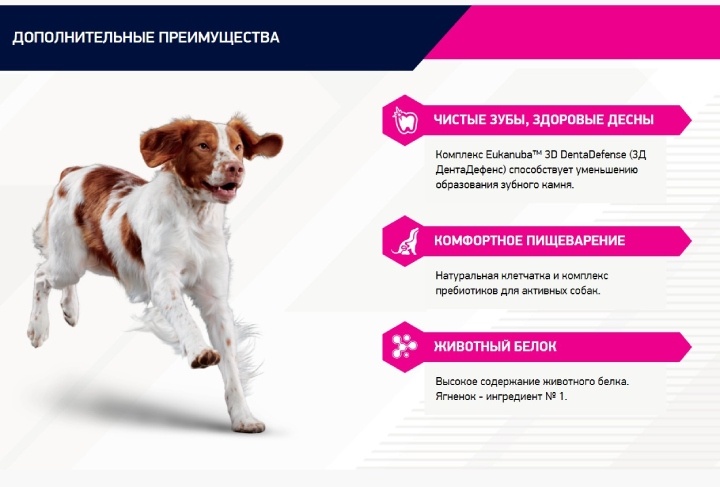 ДОПОЛНИТЕЛЬНЫЕ ПРЕИМУЩЕСТВА
ЧИСТЫЕ ЗУБЫ, ЗДОРОВЫЕ ДЕСНЫ
Комплекс Eukanuba™ 3D DentaDefense (3Д
ДентаДефенс) способствует уменьшению
образования зубного камня.
КОМФОРТНОЕ ПИЩЕВАРЕНИЕ
Натуральная клетчатка и комплекс
пребиотиков для активных собак.
ЖИВОТНЫЙ БЕЛОК
Высокое содержание животного белка.
Ягненок - ингредиент № 1.